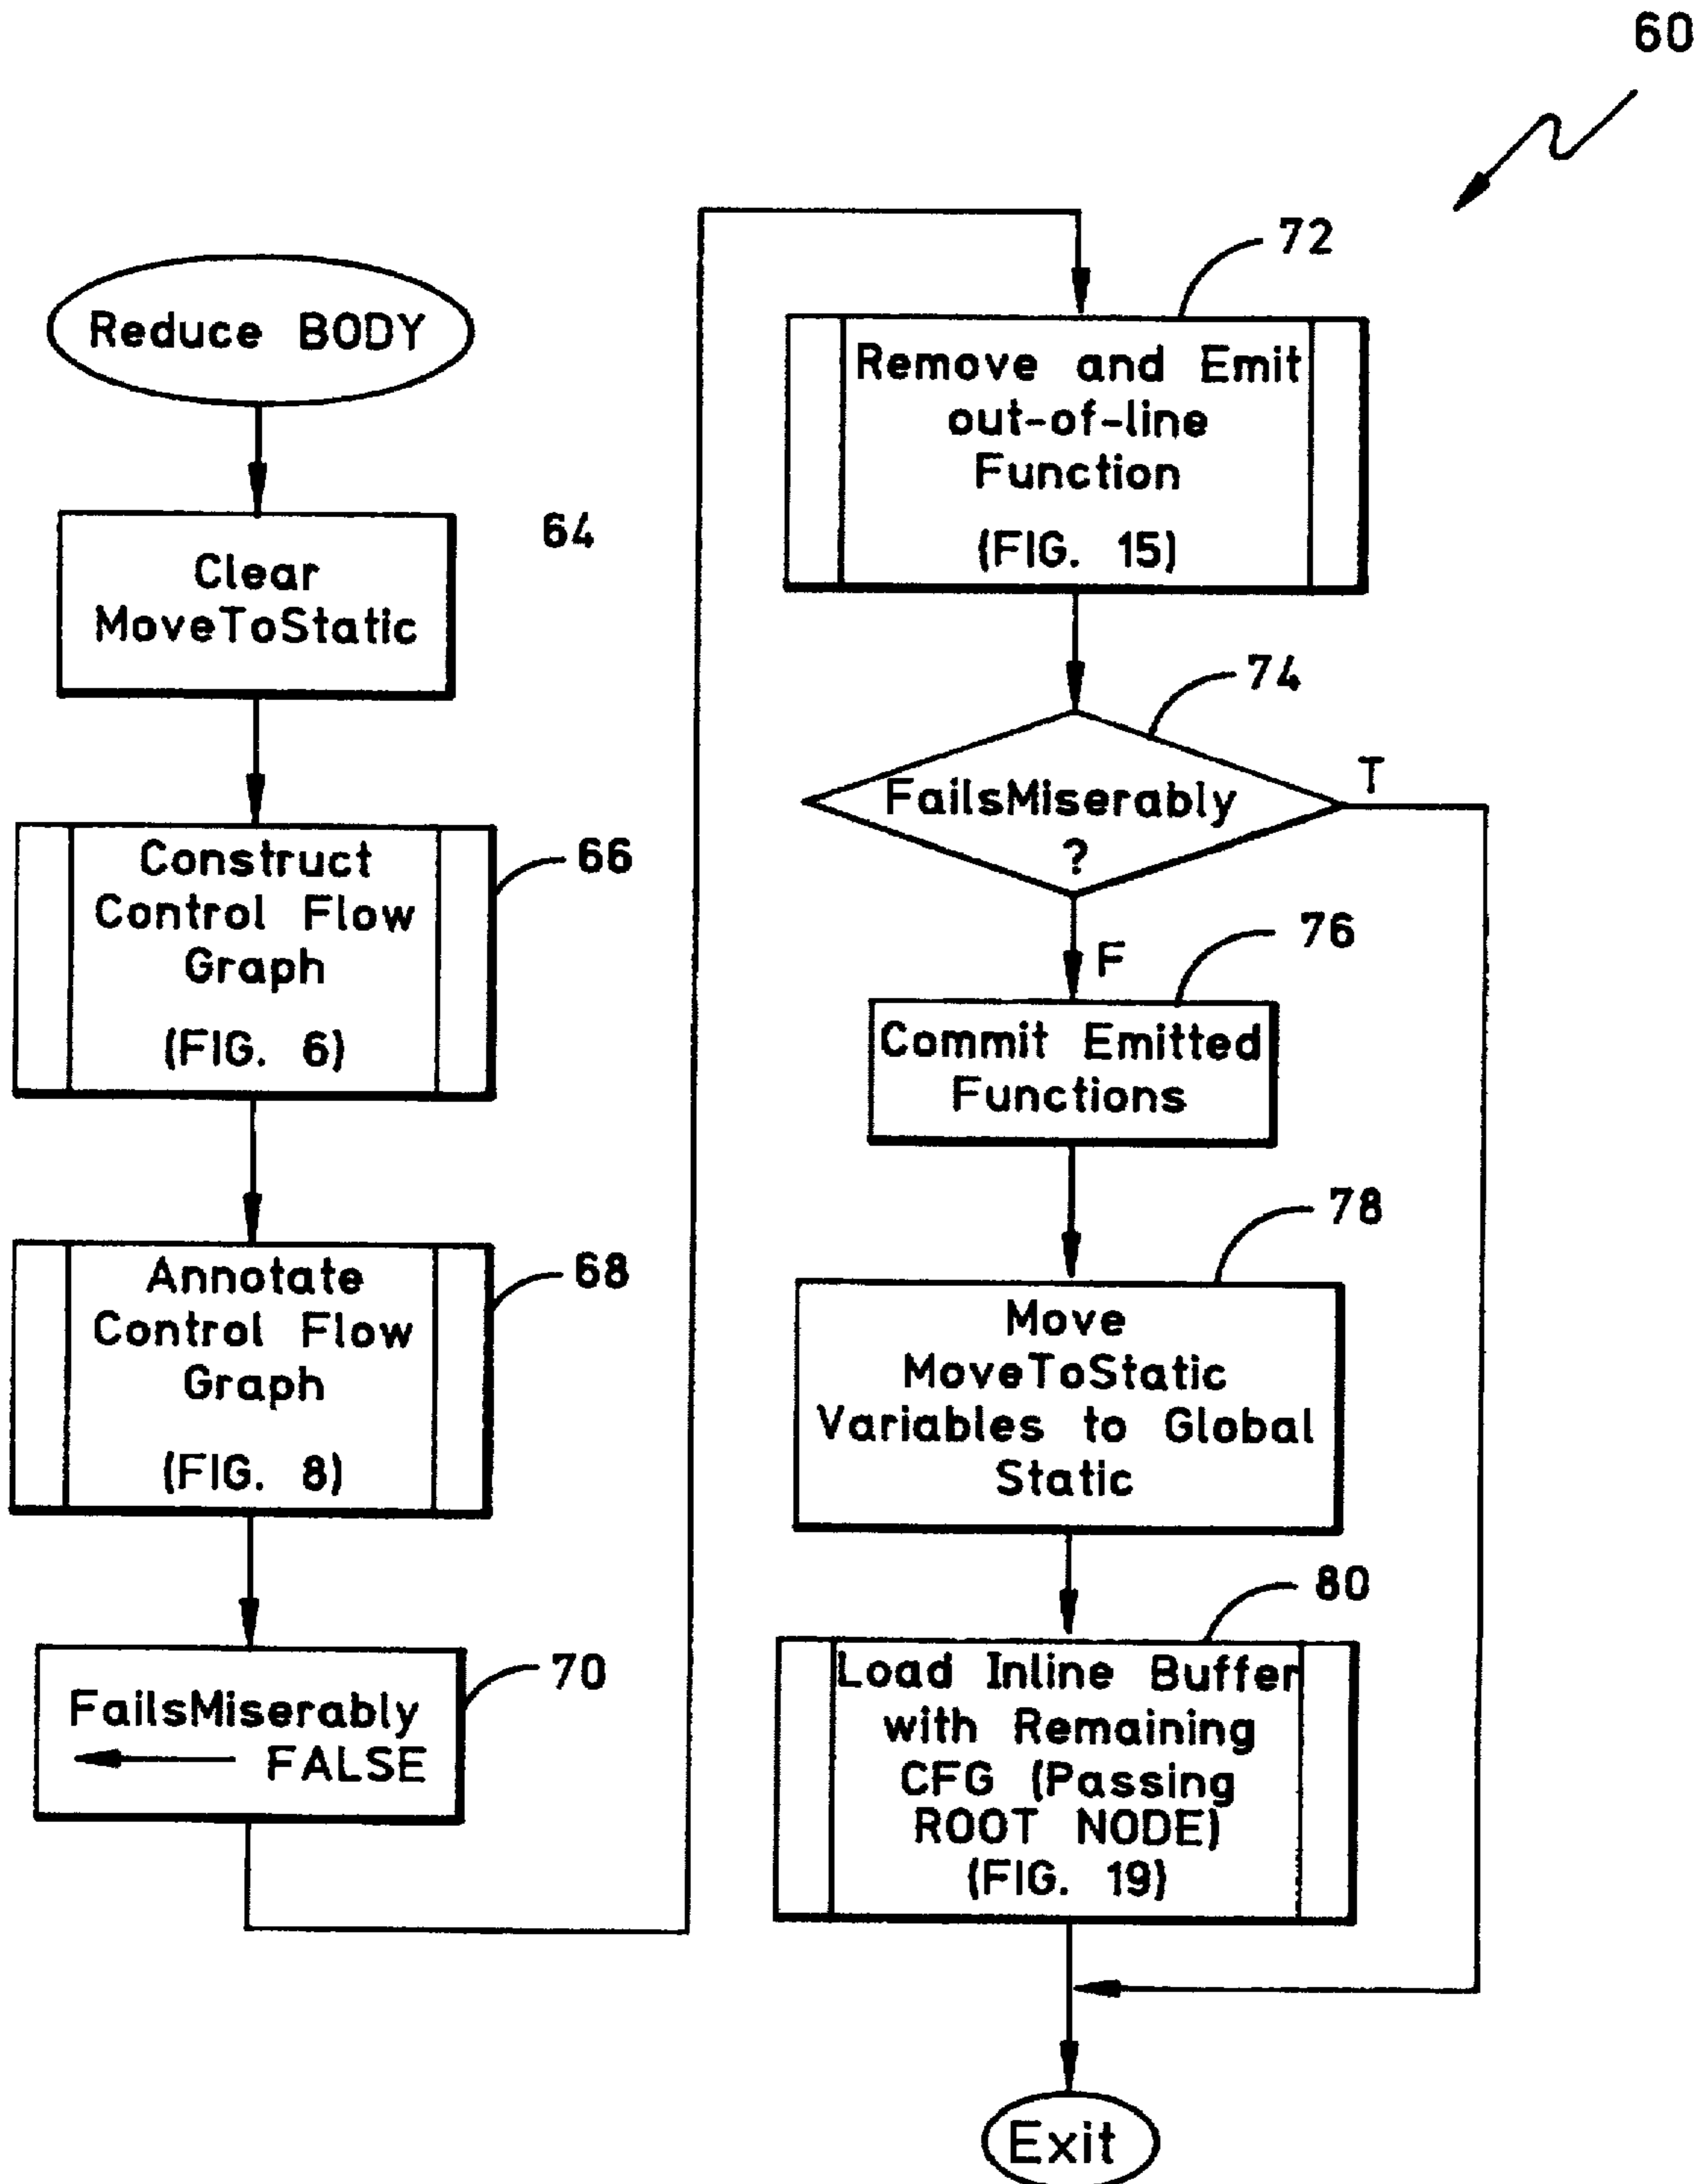 60
Reduce BODY
64
Clear
MoveToStatic
66
Construct
Control Flow
Graph
(FIG. 6)
68
Annotate
Control Flow
Graph
(FIG. 8)
70
FailsMiserably
FALSE
72
Remove and Emit
out-of-line
Function
(FIG. 15)
74
FailsMiserably
?
T
F
76
Commit Emitted
Functions
78
Move
MoveToStatic
Variables to Global
Static
80
Load Inline Buffer
with Remaining
CFG (Passing
ROOT NODE)
(FIG. 19)
Exit